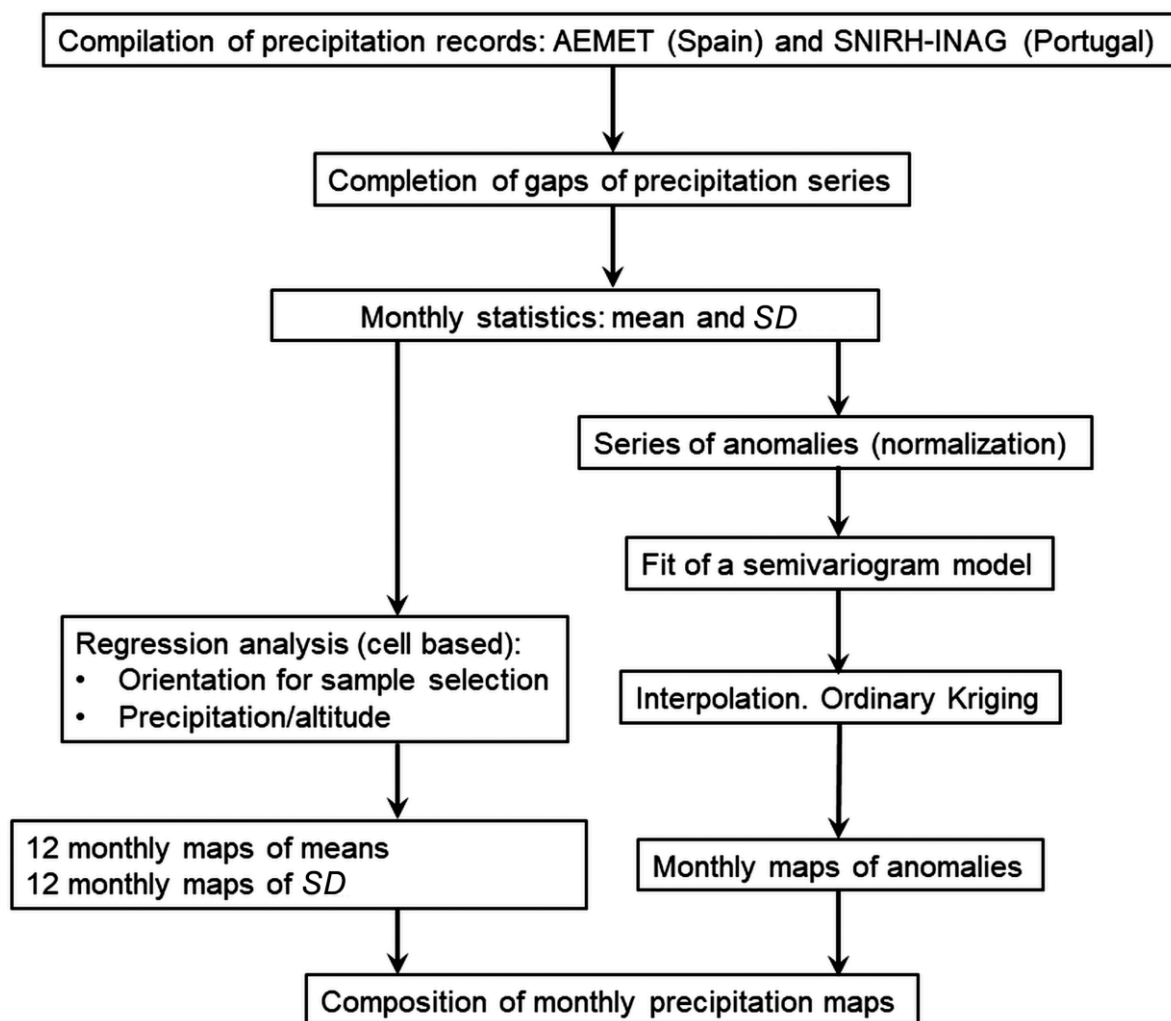 Compilation of precipitation records: AEMET (Spain) and SNIRH-INAG (Portugal)
Completion of gaps of precipitation series
Monthly statistics: mean and SD
Series of anomalies (normalization)
Fit of a semivariogram model
Regression analysis (cell based):
• Orientation for sample selection
• Precipitation/altitude
Interpolation. Ordinary Kriging
12 monthly maps of means
12 monthly maps of SD
Monthly maps of anomalies
Composition of monthly precipitation maps